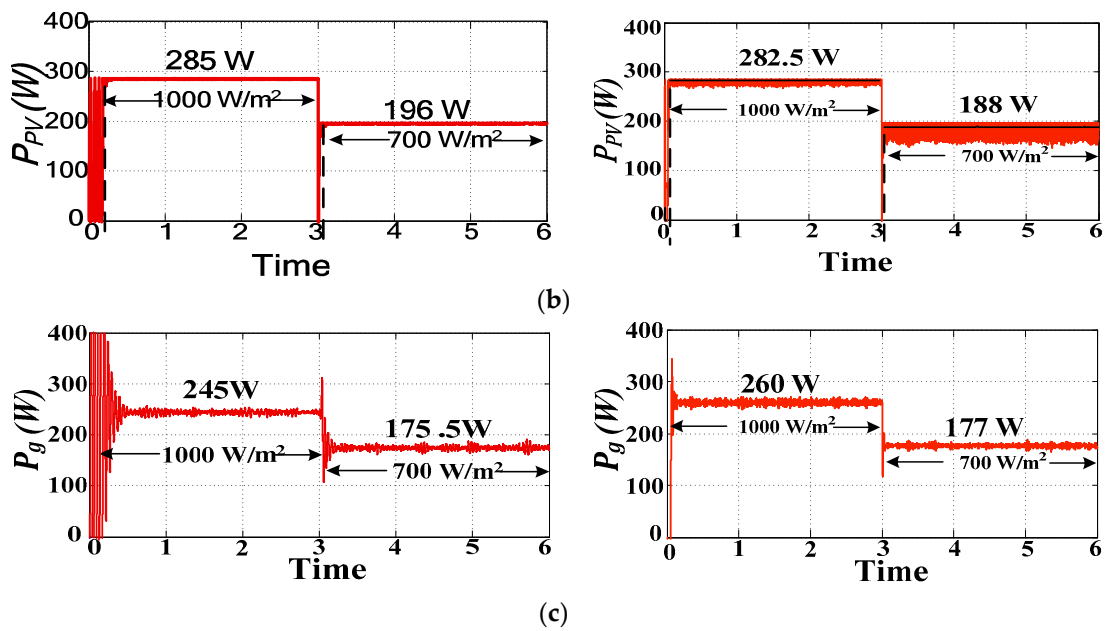 400
300
200
100
0
P_PV (W)
285 W
1000 W/m²
196 W
700 W/m²
0 1 2 3 4 5 6
Time
400
300
200
100
0
P_PV (W)
282.5 W
1000 W/m²
188 W
700 W/m²
0 1 2 3 4 5 6
Time
(b)
400
300
200
100
0
P_g (W)
245W
1000 W/m²
175 .5W
700 W/m²
0 1 2 3 4 5 6
Time
400
300
200
100
0
P_g (W)
260 W
1000 W/m²
177 W
700 W/m²
0 1 2 3 4 5 6
Time
(c)